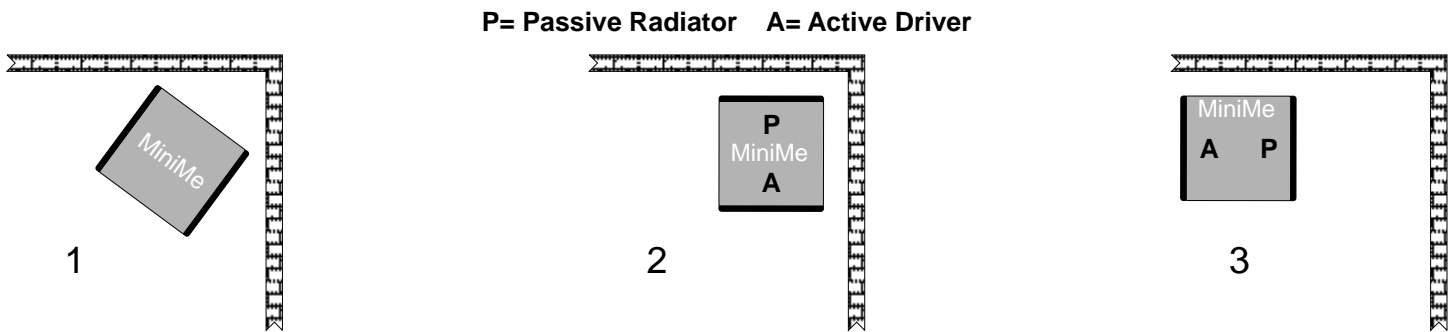 P= Passive Radiator A= Active Driver
MiniMe
1
P
MiniMe
A
2
MiniMe
A P
3